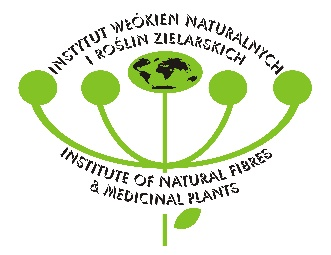 INSTYTUT WŁÓKIEN NATURALNYCH
I ROŚLIN ZIELARSKICH
INSTITUTE OF NATURAL FIBRES
& MEDICINAL PLANTS